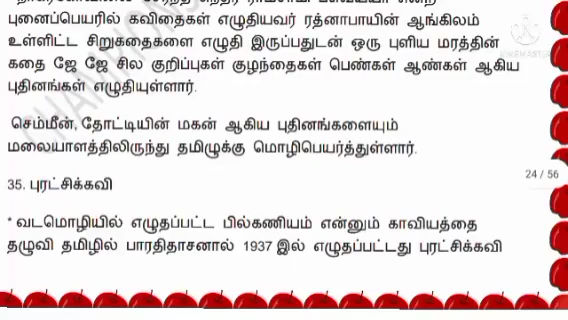 புனைப்பெயரில் கவிதைகள் எழுதியவர் ரத்னாபாயின் ஆங்கிலம்
உள்ளிட்ட சிறுகதைகளை எழுதி இருப்பதுடன் ஒரு புளிய மரத்தின்
கதை ஜே ஜே சில குறிப்புகள் குழந்தைகள் பெண்கள் ஆண்கள் ஆகிய
புதினங்கள் எழுதியுள்ளார்.
செம்மீன், தோட்டியின் மகன் ஆகிய புதினங்களையும்
மலையாளத்திலிருந்து தமிழுக்கு மொழிபெயர்த்துள்ளார்.
24 / 56
35. புரட்சிக்கவி
* வடமொழியில் எழுதப்பட்ட பில்கணியம் என்னும் காவியத்தை
தழுவி தமிழில் பாரதிதாசனால் 1937 இல் எழுதப்பட்டது புரட்சிக்கவி